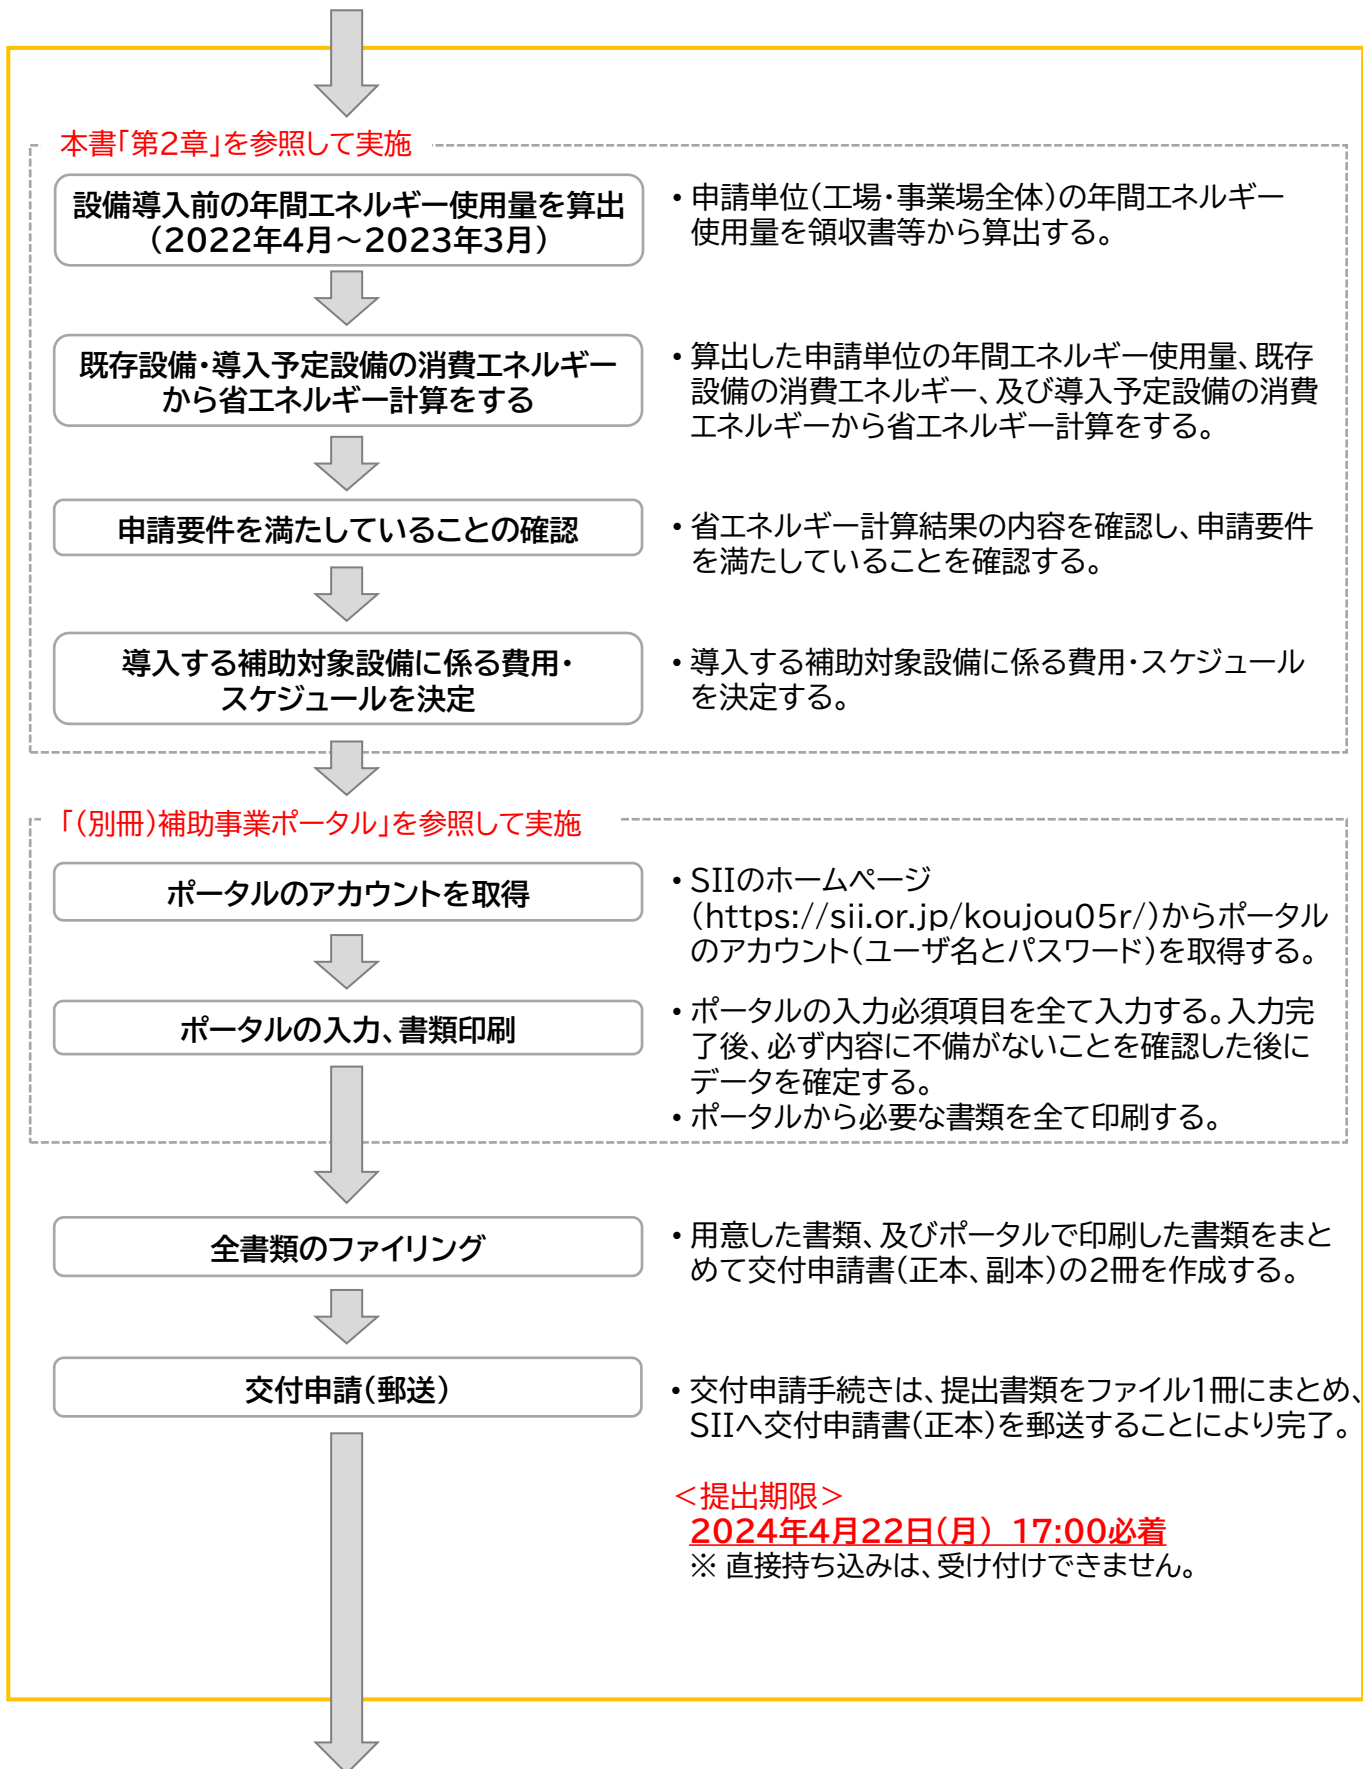 本書「第2章」を参照して実施
設備導入前の年間エネルギー使用量を算出
(2022年4月～2023年3月)
・申請単位(工場・事業場全体)の年間エネルギー
使用量を領収書等から算出する。
既存設備・導入予定設備の消費エネルギー
から省エネルギー計算をする
・算出した申請単位の年間エネルギー使用量、既存
設備の消費エネルギー、及び導入予定設備の消費
エネルギーから省エネルギー計算をする。
申請要件を満たしていることの確認
・省エネルギー計算結果の内容を確認し、申請要件
を満たしていることを確認する。
導入する補助対象設備に係る費用・
スケジュールを決定
・導入する補助対象設備に係る費用・スケジュール
を決定する。
「(別冊)補助事業ポータル」を参照して実施
ポータルのアカウントを取得
・SIIのホームページ
(https://sii.or.jp/koujou05r/)からポータル
のアカウント(ユーザ名とパスワード)を取得する。
ポータルの入力、書類印刷
・ポータルの入力必須項目を全て入力する。入力完
了後、必ず内容に不備がないことを確認した後に
データを確定する。
・ポータルから必要な書類を全て印刷する。
全書類のファイリング
・用意した書類、及びポータルで印刷した書類をまと
めて交付申請書(正本、副本)の2冊を作成する。
交付申請(郵送)
・交付申請手続きは、提出書類をファイル1冊にまとめ、
SIIへ交付申請書(正本)を郵送することにより完了。
＜提出期限＞
2024年4月22日(月) 17:00必着
※ 直接持ち込みは、受け付けできません。